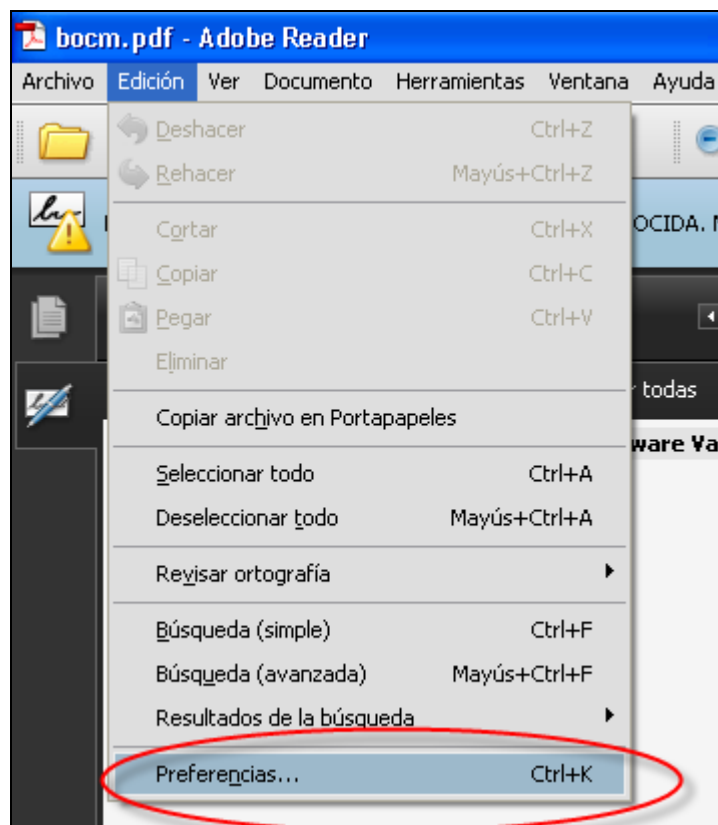 bocm.pdf - Adobe Reader
Archivo Edición Ver Documento Herramientas Ventana Ayuda
Deshacer Ctrl+Z
Rehacer Mayús+Ctrl+Z
OCIDA.
Cortar Ctrl+X
Copiar Ctrl+C
Pegar Ctrl+V
Eliminar
todas
Copiar archivo en Portapapeles
ware Va
Seleccionar todo Ctrl+A
Deseleccionar todo Mayús+Ctrl+A
Revisar ortografía
Búsqueda (simple) Ctrl+F
Búsqueda (avanzada) Mayús+Ctrl+F
Resultados de la búsqueda
Preferencias... Ctrl+K